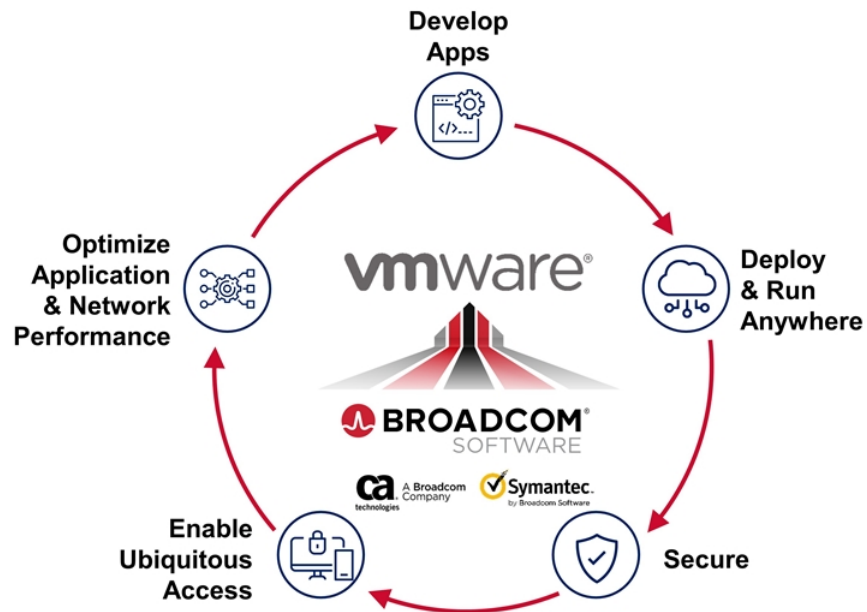 Develop
Apps
</>...
Optimize
Application
& Network
Performance
vmware®
Deploy
& Run
Anywhere
BROADCOM®
SOFTWARE
ca
technologies
A Broadcom
Company
Symantec™
by Broadcom Software
Enable
Ubiquitous
Access
Secure